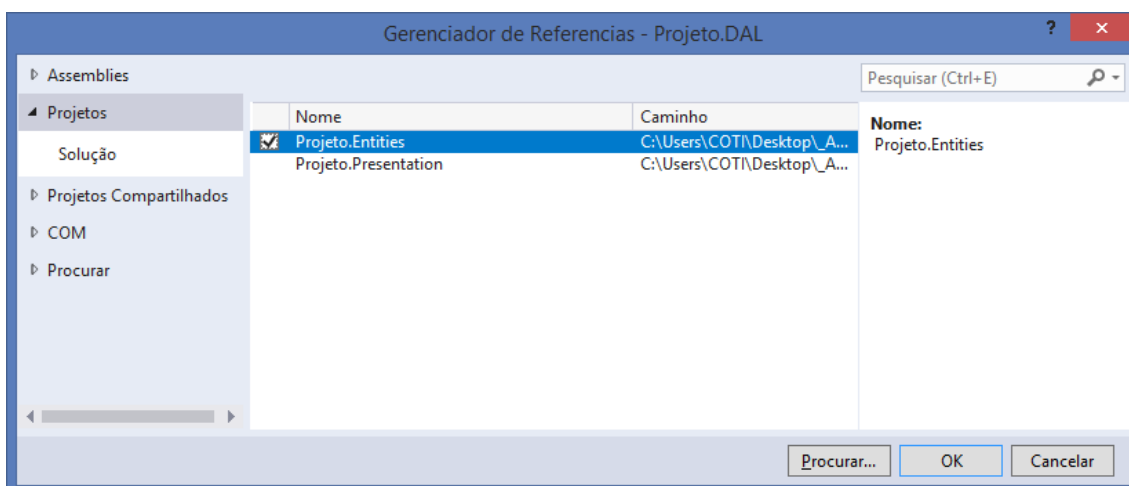 Gerenciador de Referencias - Projeto.DAL
?
Assemblies
Pesquisar (Ctrl+E)
Projetos
Nome
Caminho
Nome:
Projeto.Entities
C:\Users\COTI\Desktop\_A...
Projeto.Entities
Solução
Projeto.Presentation
C:\Users\COTI\Desktop\_A...
Projetos Compartilhados
COM
Procurar
Procurar...
OK
Cancelar